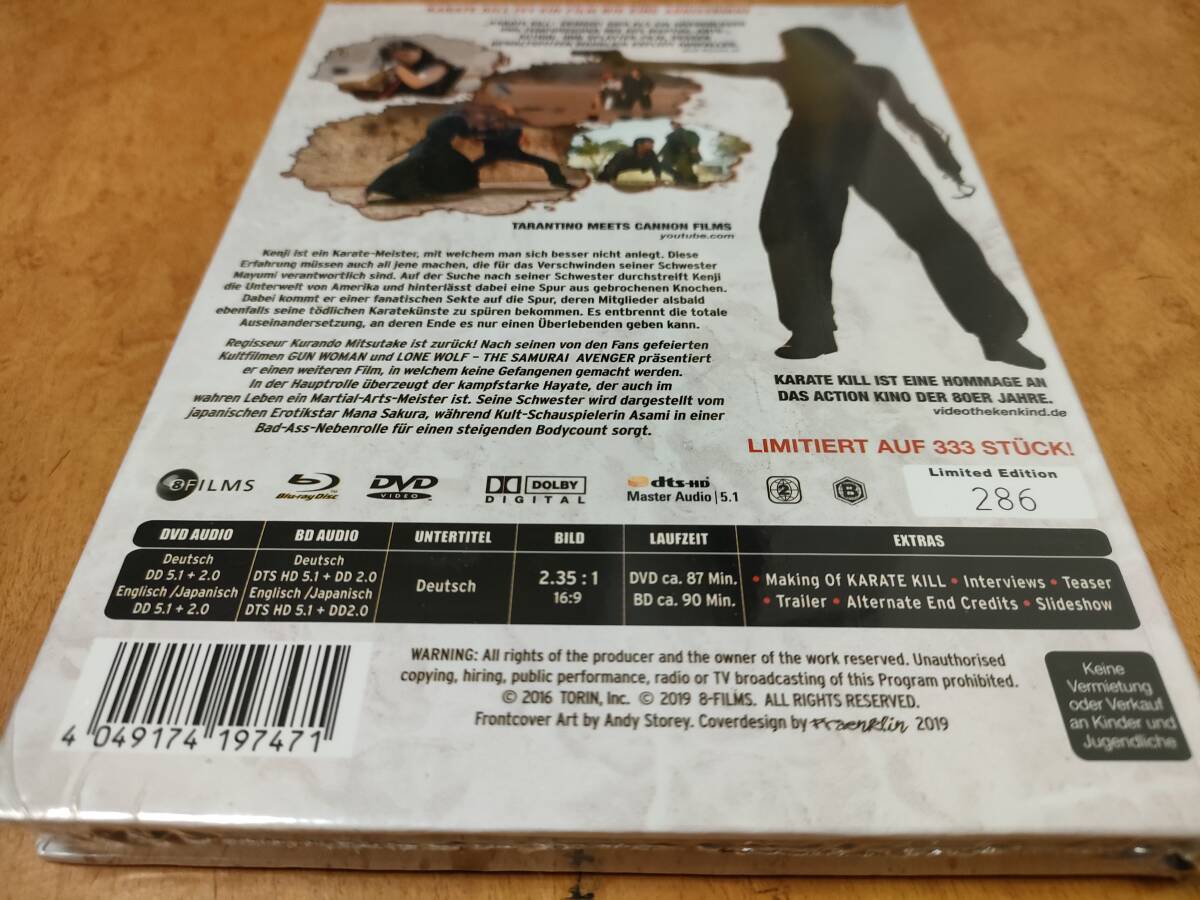 KARATE KILL IST EIN FILM
TARANTINO MEETS CANNON FILMS
youtube.com
Kenji ist ein Karate-Meister, mit welchem man sich besser nicht anlegt. Diese
Erfahrung müssen auch all jene machen, die für das Verschwinden seiner Schwester
Mayumi verantwortlich sind. Auf der Suche nach seiner Schwester durchstreift Kenji
die Unterwelt von Amerika und hinterlässt dabei eine Spur aus gebrochenen Knochen.
Dabei kommt er einer fanatischen Sekte auf die Spur, deren Mitglieder alsbald
ebenfalls seine tödlichen Karatekünste zu spüren bekommen. Es entbrennt die totale
Auseinandersetzung, an deren Ende es nur einen Überlebenden geben kann.
Regisseur Kurando Mitsutake ist zurück! Nach seinen von den Fans gefeierten
Kultfilmen GUN WOMAN und LONE WOLF - THE SAMURAI AVENGER präsentiert
er einen weiteren Film, in welchem keine Gefangenen gemacht werden.
In der Hauptrolle überzeugt der kampfstarke Hayate, der auch im
wahren Leben ein Martial-Arts-Meister ist. Seine Schwester wird dargestellt vom
japanischen Erotikstar Mana Sakura, während Kult-Schauspielerin Asami in einer
Bad-Ass-Nebenrolle für einen steigenden Bodycount sorgt.
KARATE KILL IST EINE HOMMAGE AN
DAS ACTION KINO DER 80ER JAHRE.
videothekenkind.de
LIMITIERT AUF 333 STÜCK!
Limited Edition
286
8 FILMS
Blu-ray Disc
DVD
VIDEO
DOLBY
DIGITAL
dts-HD
Master Audio | 5.1
2
B
DVD AUDIO
Deutsch
DD 5.1 + 2.0
Englisch /Japanisch
DD 5.1 + 2.0
BD AUDIO
Deutsch
DTS HD 5.1 + DD 2.0
Englisch /Japanisch
DTS HD 5.1 + DD2.0
UNTERTITEL
Deutsch
BILD
2.35 : 1
16:9
LAUFZEIT
DVD ca. 87 Min.
BD ca. 90 Min.
EXTRAS
• Making Of KARATE KILL • Interviews • Teaser
• Trailer • Alternate End Credits • Slideshow
4 049174 197471
WARNING: All rights of the producer and the owner of the work reserved. Unauthorised
copying, hiring, public performance, radio or TV broadcasting of this Program prohibited.
© 2016 TORIN, Inc. © 2019 8-FILMS. ALL RIGHTS RESERVED.
Frontcover Art by Andy Storey. Coverdesign by 2019
Keine
Vermietung
oder Verkauf
an Kinder und
Jugendliche